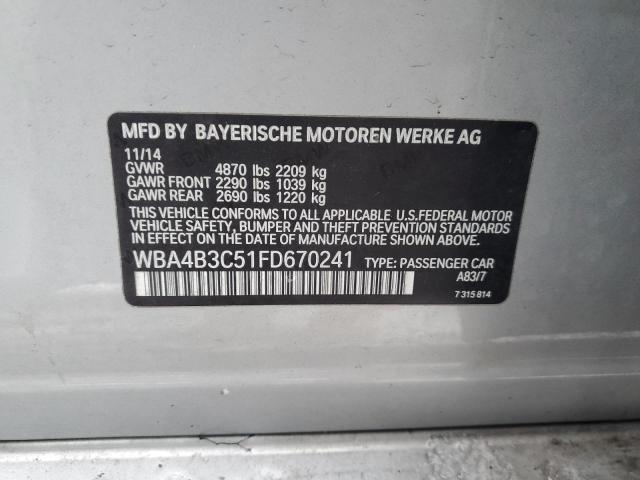 MFD BY BAYERISCHE MOTOREN WERKE AG
11/14
GVWR 4870 lbs 2209 kg
GAWR FRONT 2290 lbs 1039 kg
GAWR REAR 2690 lbs 1220 kg
THIS VEHICLE CONFORMS TO ALL APPLICABLE U.S.FEDERAL MOTOR
VEHICLE SAFETY, BUMPER, AND THEFT PREVENTION STANDARDS
IN EFFECT ON THE DATE OF MANUFACTURE SHOWN ABOVE.
WBA4B3C51FD670241 TYPE: PASSENGER CAR
A83/7
7 315 814